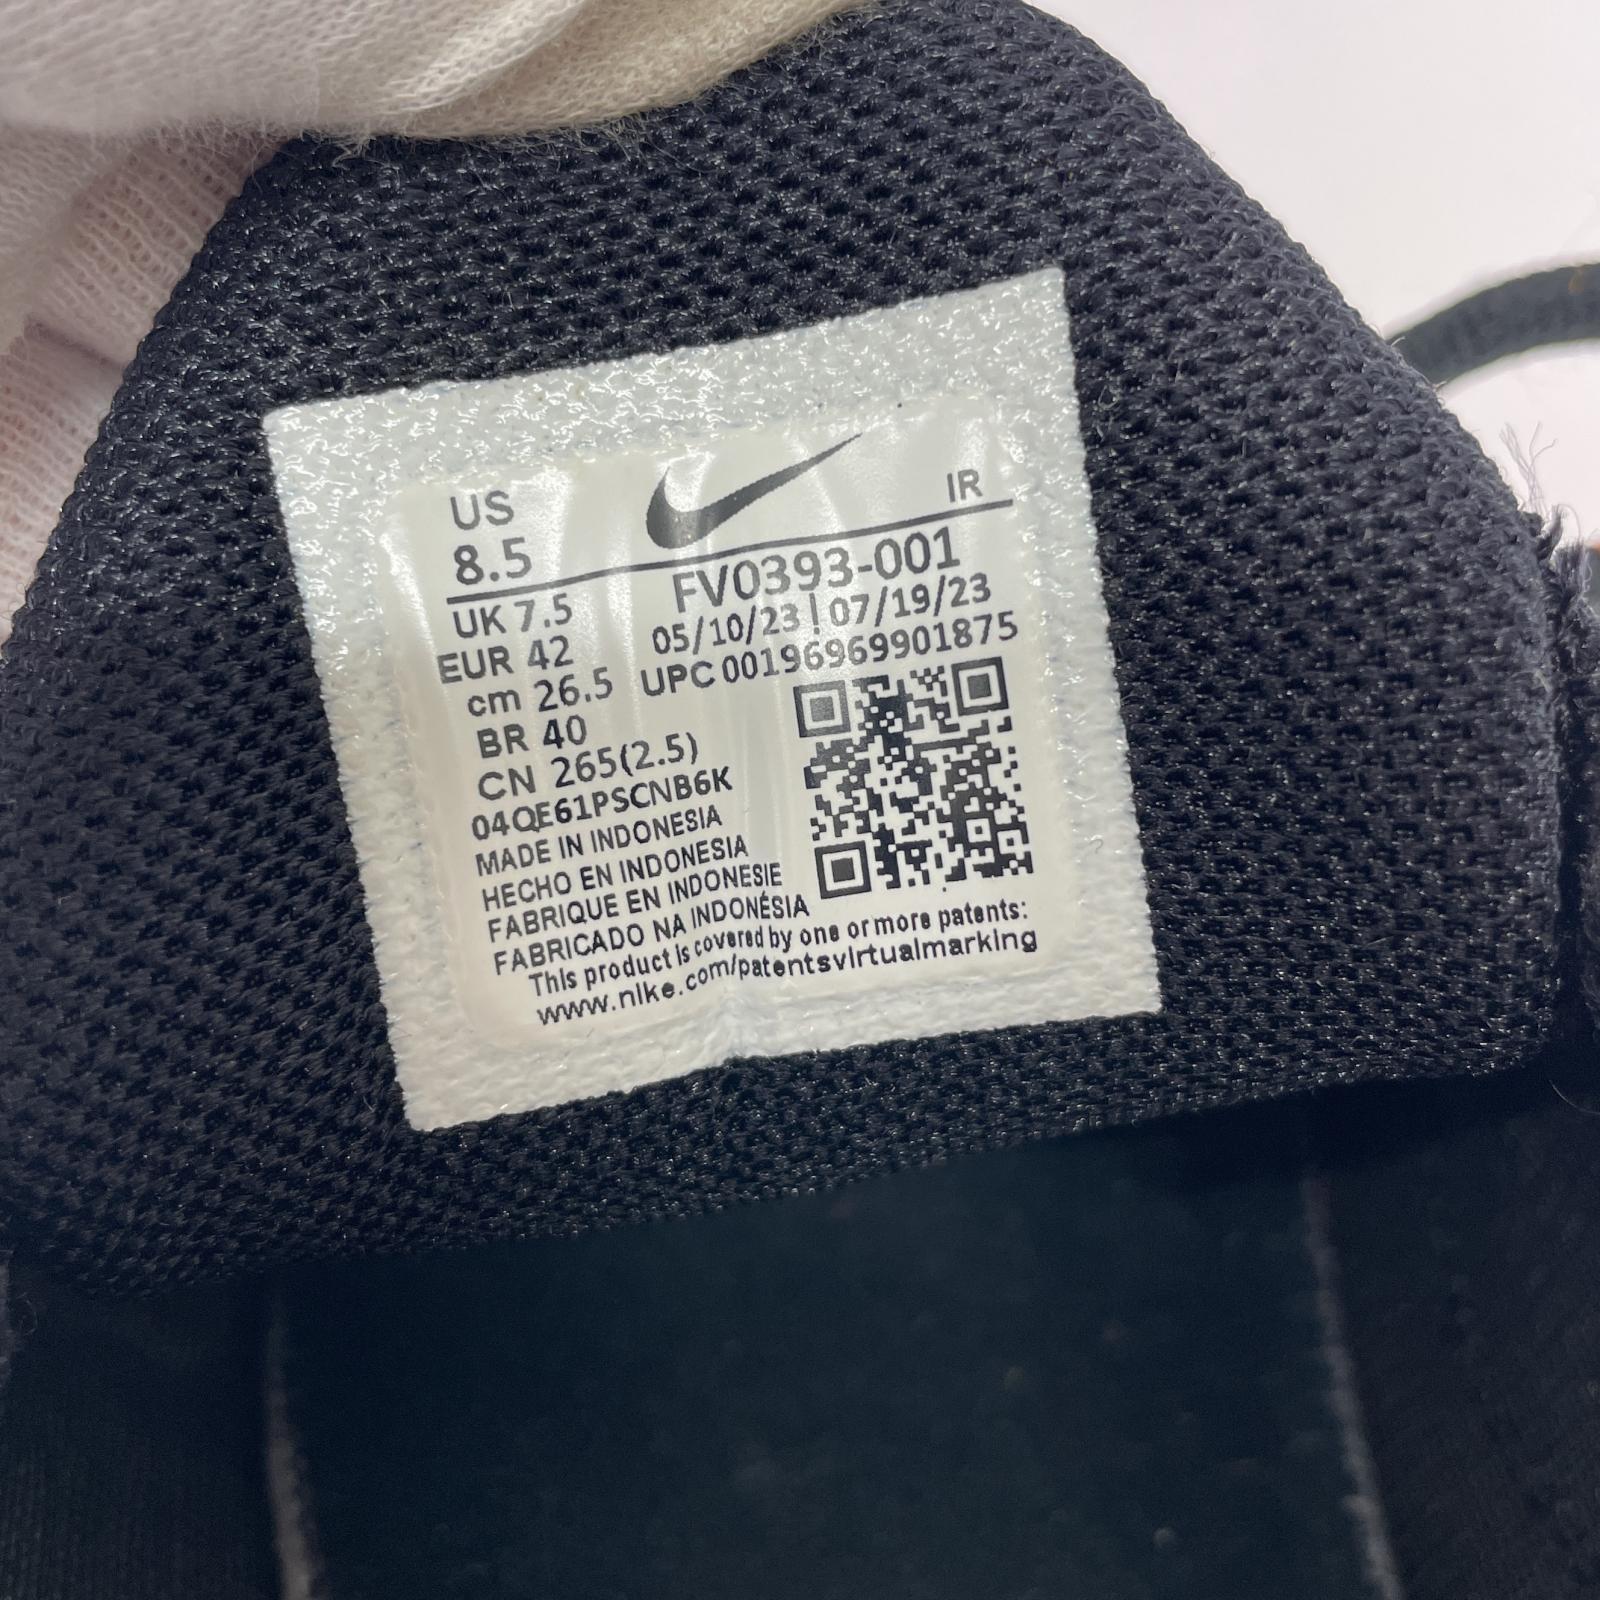 US
8.5
IR
UK 7.5
EUR 42
cm 26.5
BR 40
CN 265(2.5)
FV0393-001
05/10/23 | 07/19/23
UPC 00196969901875
04QE61PSCNB6K
MADE IN INDONESIA
HECHO EN INDONESIA
FABRIQUE EN INDONESIE
FABRICADO NA INDONÉSIA
This product is covered by one or more patents:
www.nike.com/patentsvirtualmarking